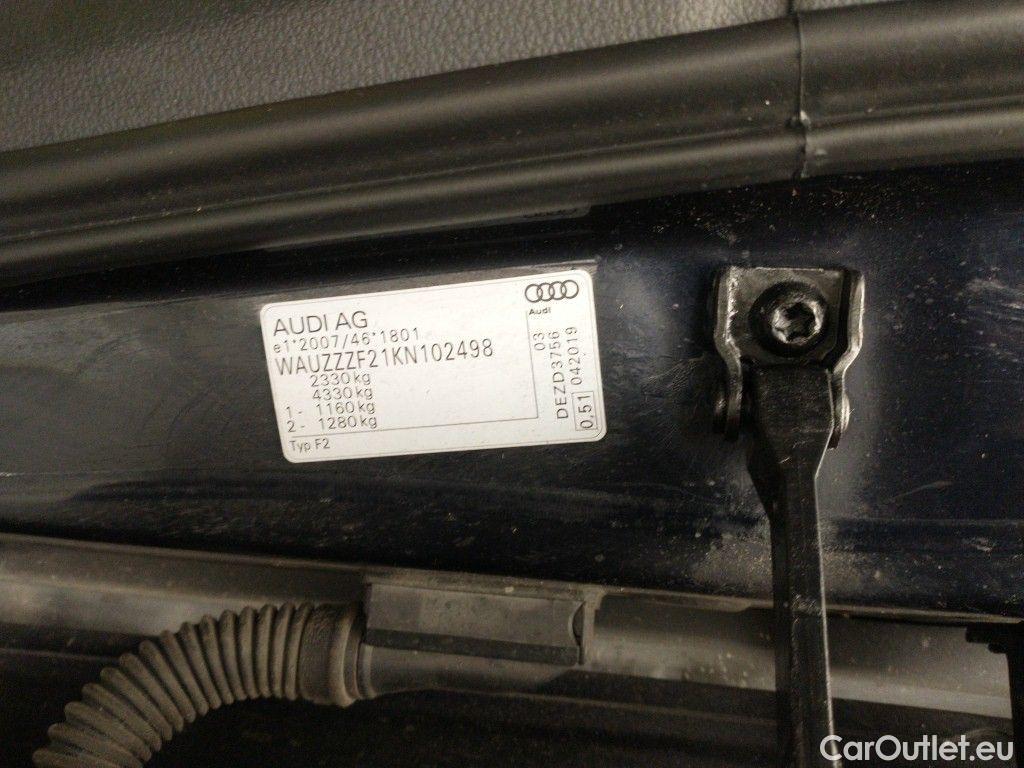 AUDI AG
e1*2007/46*1801
WAUZZZF21KN102498
2330 kg
4330 kg
1- 1160 kg
2- 1280 kg
Typ F2
Audi
03
DEZD3756
0,51 042019
CarOutlet.eu